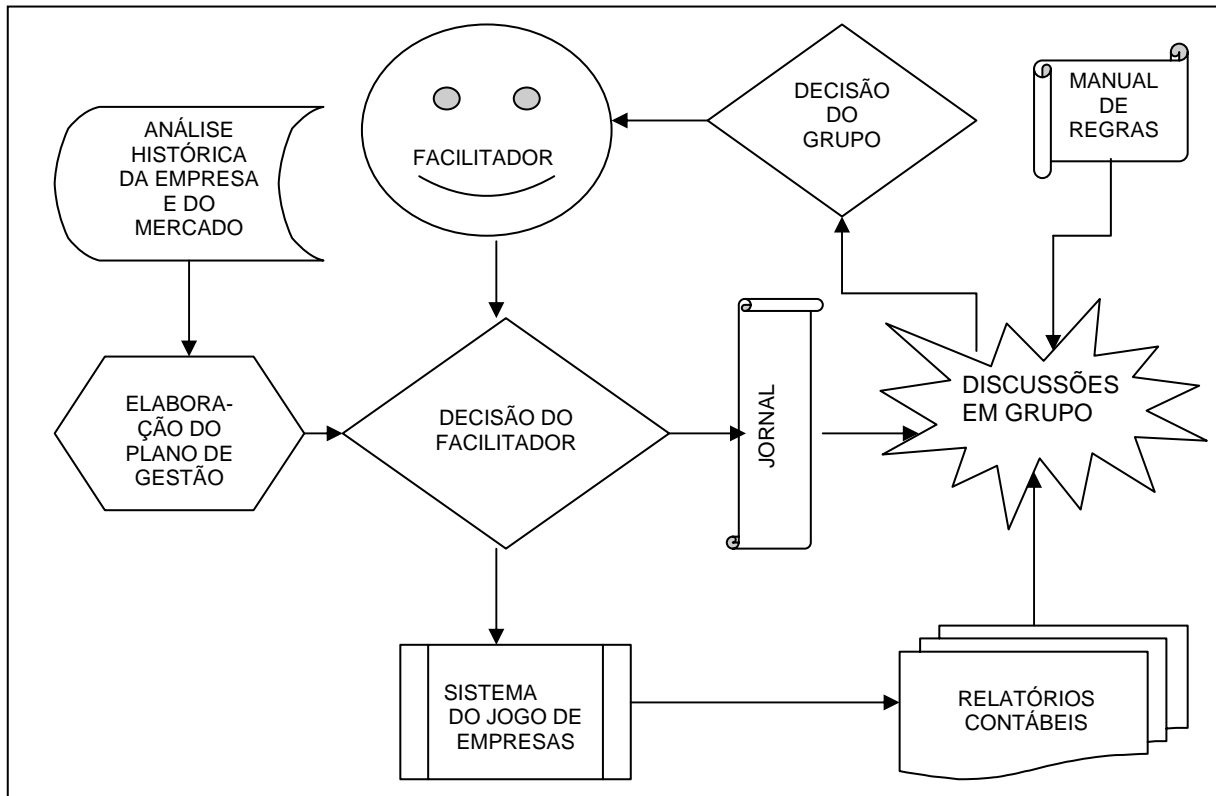 ANÁLISE
HISTÓRICA
DA EMPRESA
E DO
MERCADO
FACILITADOR
DECISÃO
DO
GRUPO
MANUAL
DE
REGRAS
ELABORA-
ÇÃO DO
PLANO DE
GESTÃO
DECISÃO DO
FACILITADOR
JORNAL
DISCUSSÕES
EM GRUPO
SISTEMA
DO JOGO DE
EMPRESAS
RELATÓRIOS
CONTÁBEIS